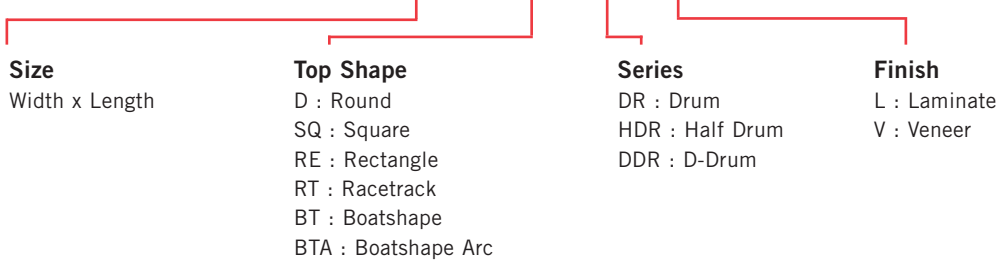 Size
Width x Length
Top Shape
D : Round
SQ : Square
RE : Rectangle
RT : Racetrack
BT : Boatshape
BTA : Boatshape Arc
Series
DR : Drum
HDR : Half Drum
DDR : D-Drum
Finish
L : Laminate
V : Veneer